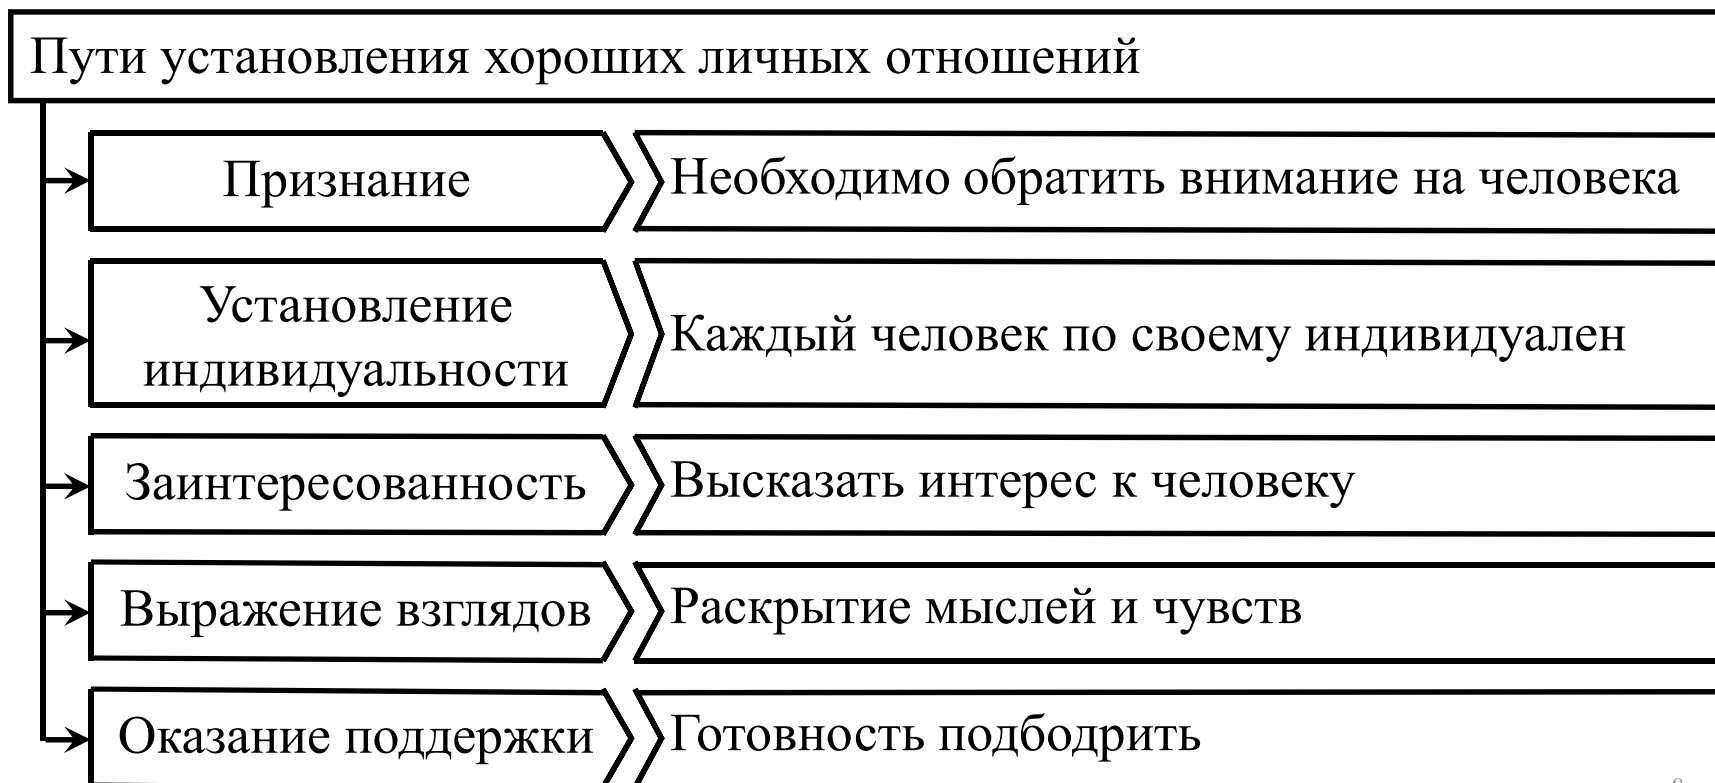 Пути установления хороших личных отношений
Признание
Необходимо обратить внимание на человека
Установление
индивидуальности
Каждый человек по своему индивидуален
Заинтересованность
Высказать интерес к человеку
Выражение взглядов
Раскрытие мыслей и чувств
Оказание поддержки
Готовность подбодрить